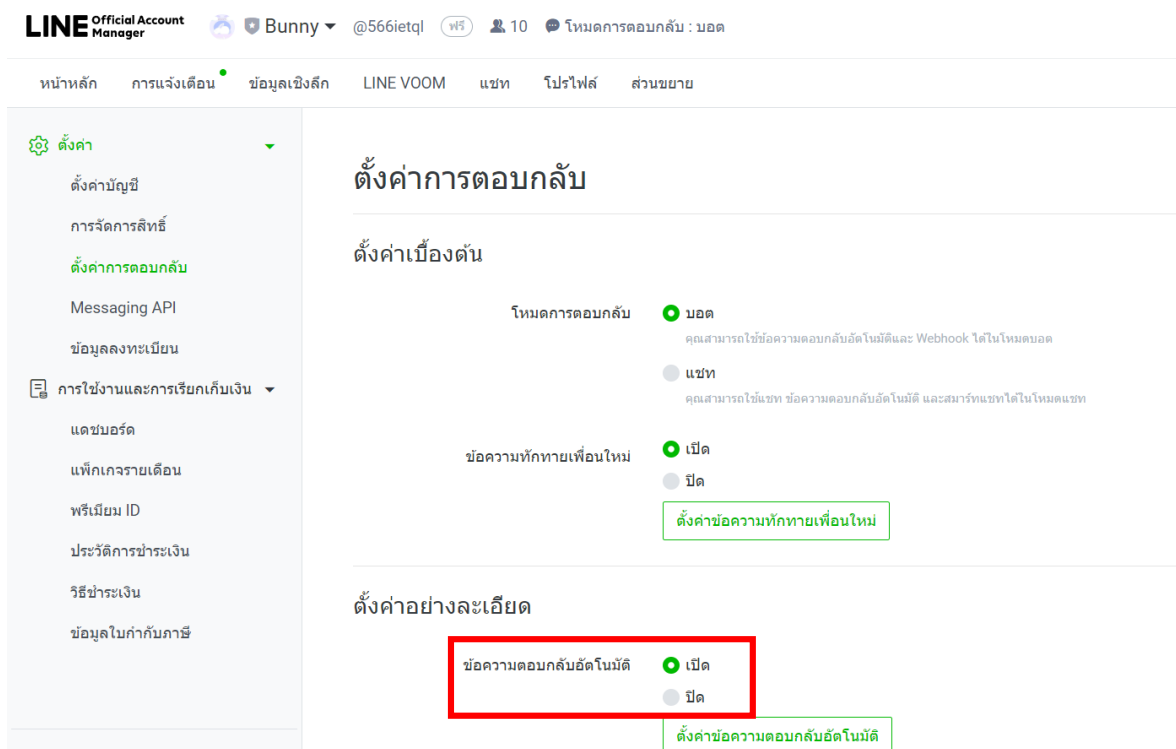 LINE Official Account Manager Bunny @566ietql ฟรี 10 โหมดการตอบกลับ : บอต
หน้าหลัก การแจ้งเตือน ข้อมูลเชิงลึก LINE VOOM แชท โปรไฟล์ ส่วนขยาย
ตั้งค่า
ตั้งค่าบัญชี
การจัดการสิทธิ์
ตั้งค่าการตอบกลับ
Messaging API
ข้อมูลลงทะเบียน
การใช้งานและการเรียกเก็บเงิน
แดชบอร์ด
แพ็กเกจรายเดือน
พรีเมียม ID
ประวัติการชำระเงิน
วิธีชำระเงิน
ข้อมูลใบกำกับภาษี
ตั้งค่าการตอบกลับ
ตั้งค่าเบื้องต้น
โหมดการตอบกลับ บอต
คุณสามารถใช้ข้อความตอบกลับอัตโนมัติและ Webhook ได้ในโหมดบอต
แชท
คุณสามารถใช้แชท ข้อความตอบกลับอัตโนมัติ และสมาร์ทแชทได้ในโหมดแชท
ข้อความทักทายเพื่อนใหม่ เปิด
ปิด
ตั้งค่าข้อความทักทายเพื่อนใหม่
ตั้งค่าอย่างละเอียด
ข้อความตอบกลับอัตโนมัติ เปิด
ปิด
ตั้งค่าข้อความตอบกลับอัตโนมัติ